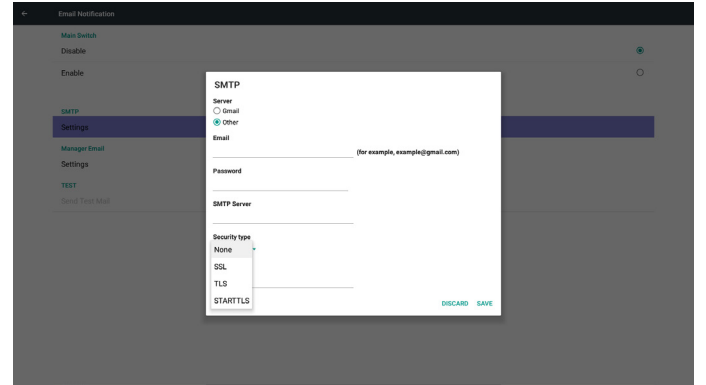 Email Notification
Main Switch
Disable
Enable
SMTP
Settings
Manager Email
Settings
TEST
Send Test Mail
SMTP
Server
Gmail
Other
Email
(for example, example@gmail.com)
Password
SMTP Server
Security type
None
SSL
TLS
STARTTLS
DISCARD SAVE